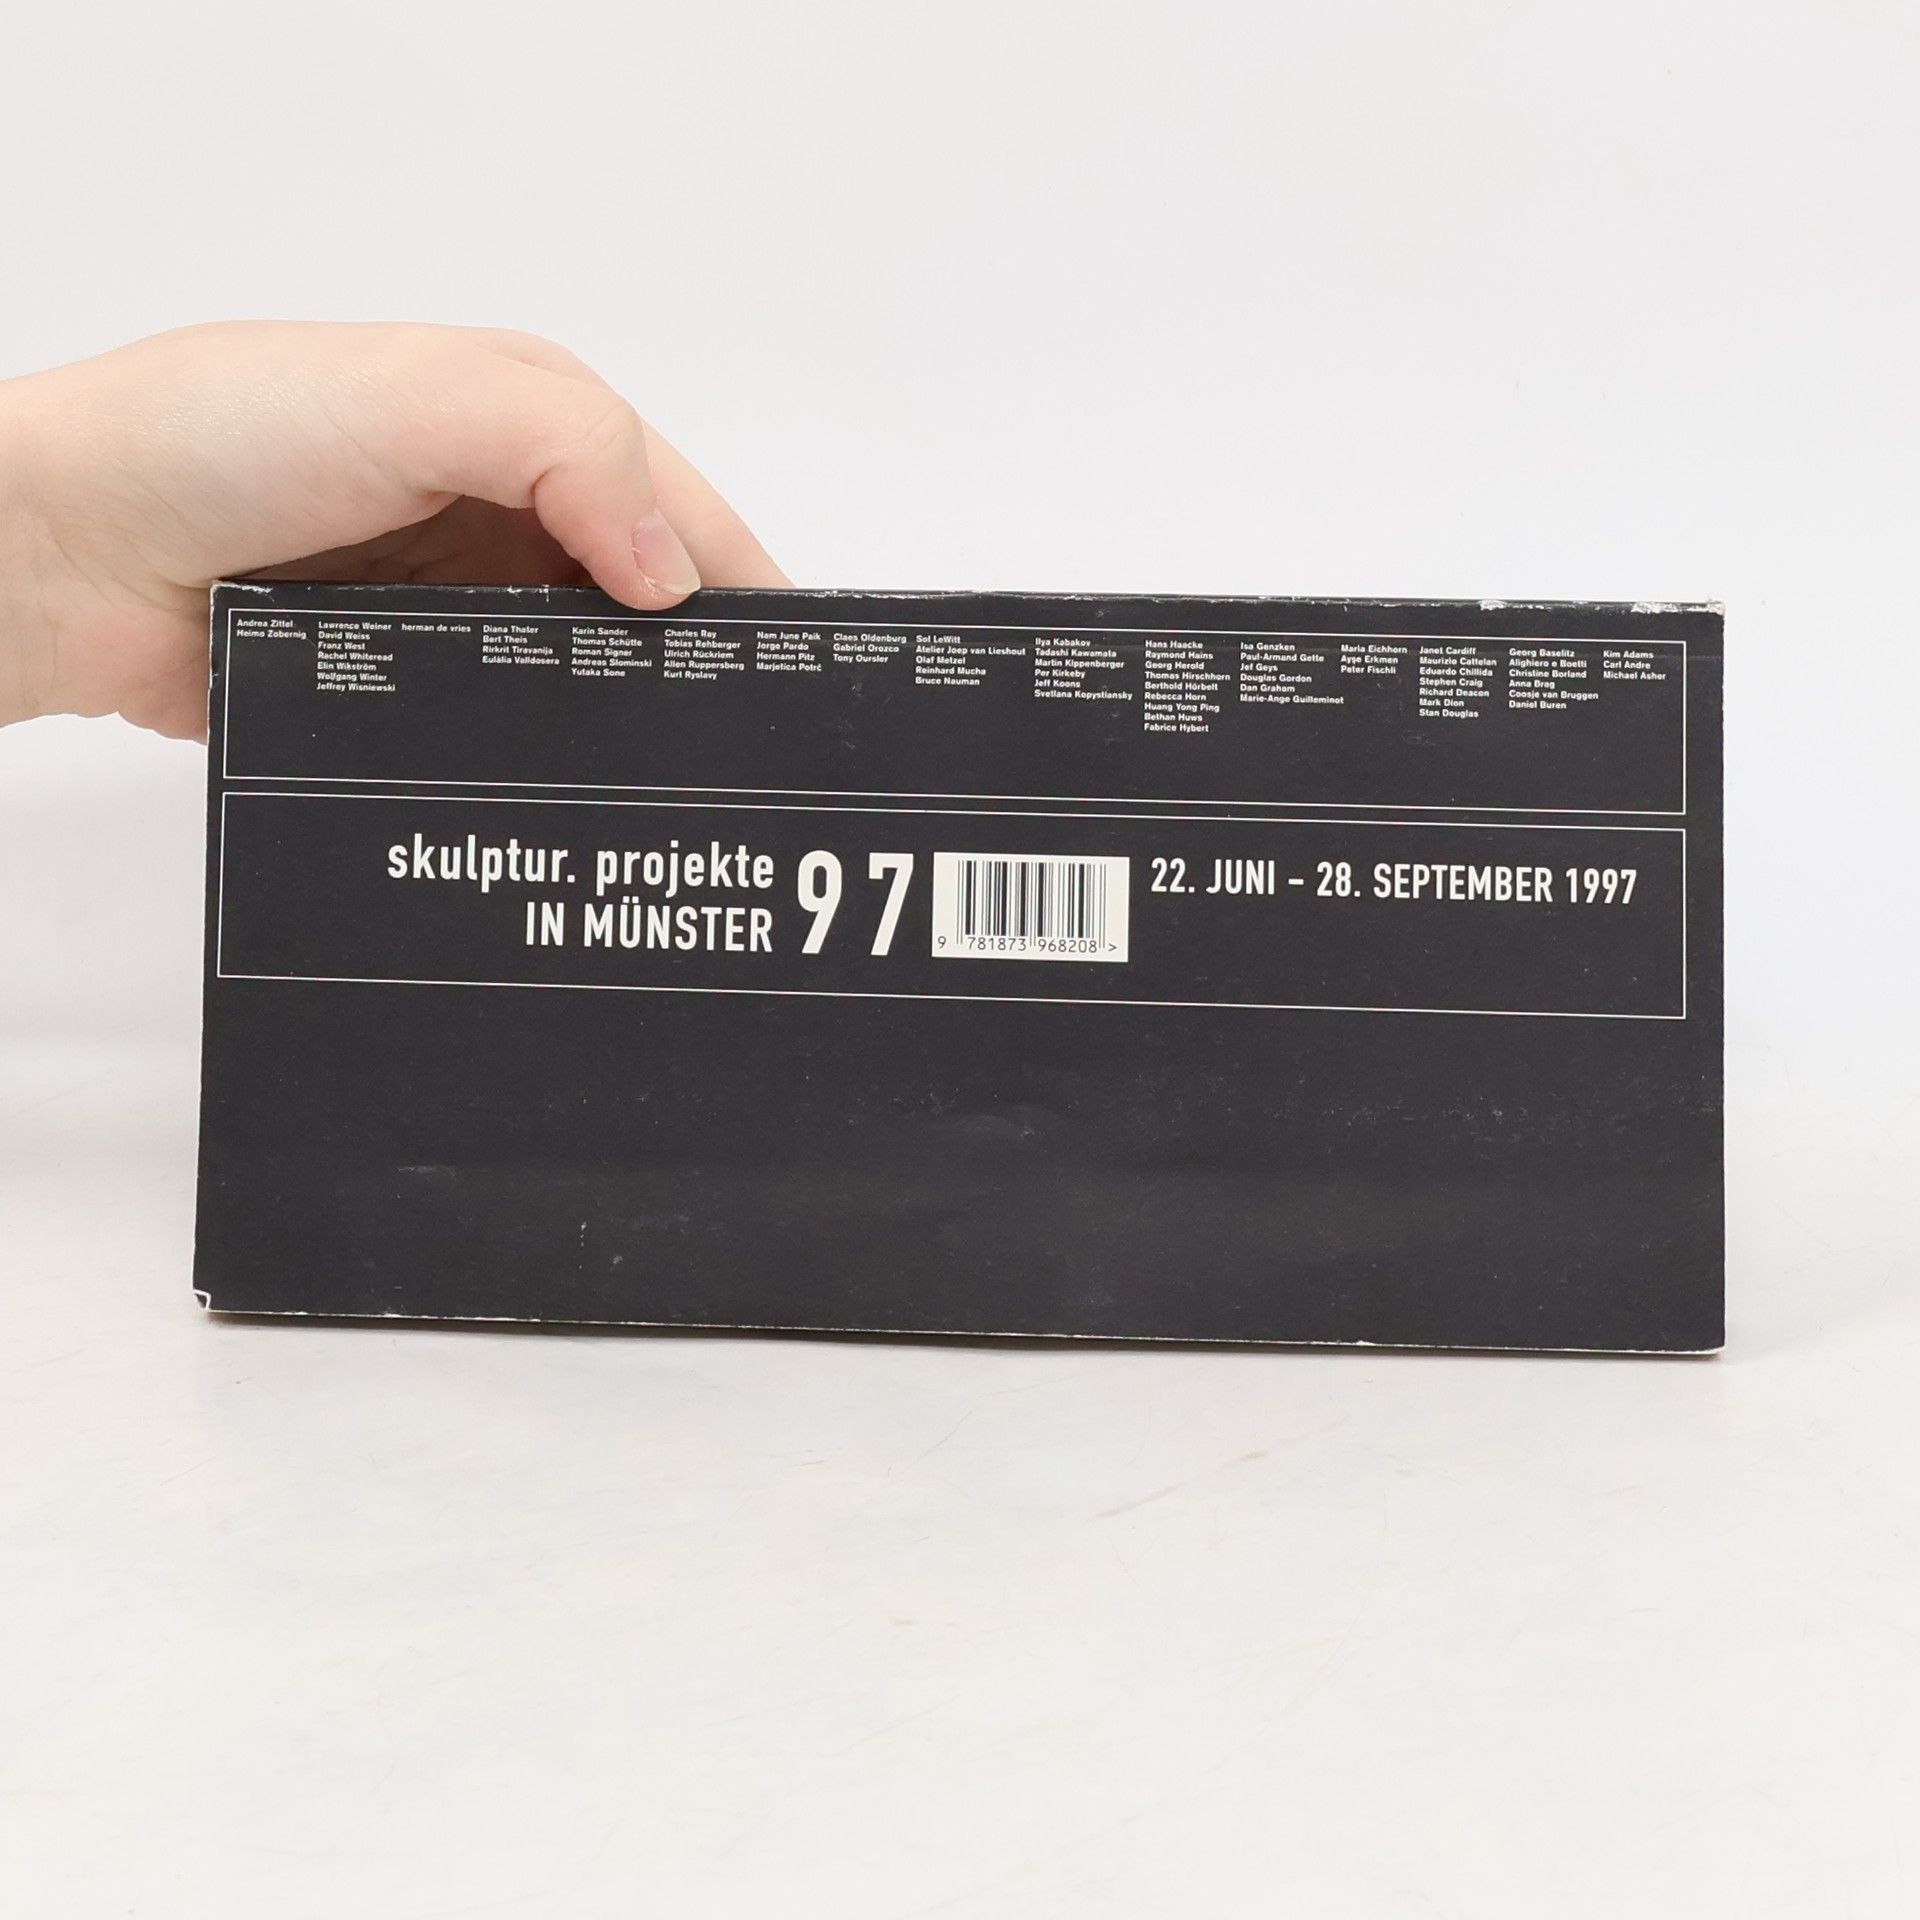 Andrea Zittel
Heimo Zobernig
Lawrence Weiner
David Weiss
Franz West
Rachel Whiteread
Elin Wikström
Wolfgang Winter
Jeffrey Wisniewski
herman de vries
Diana Thater
Bert Theis
Rirkrit Tiravanija
Eulàlia Valldosera
Karin Sander
Thomas Schütte
Roman Signer
Andreas Slominski
Yutaka Sone
Charles Ray
Tobias Rehberger
Ulrich Rückriem
Allen Ruppersberg
Kurt Ryslavy
Nam June Paik
Jorge Pardo
Hermann Pitz
Marjetica Potrč
Claes Oldenburg
Gabriel Orozco
Tony Oursler
Sol LeWitt
Atelier Joep van Lieshout
Olaf Metzel
Reinhard Mucha
Bruce Nauman
Ilya Kabakov
Tadashi Kawamata
Martin Kippenberger
Per Kirkeby
Jeff Koons
Svetlana Kopystiansky
Hans Haacke
Raymond Hains
Georg Herold
Thomas Hirschhorn
Berthold Hörbelt
Rebecca Horn
Huang Yong Ping
Bethan Huws
Fabrice Hybert
Isa Genzken
Paul-Armand Gette
Jef Geys
Douglas Gordon
Dan Graham
Marie-Ange Guilleminot
Maria Eichhorn
Ayşe Erkmen
Peter Fischli
Janet Cardiff
Maurizio Cattelan
Eduardo Chillida
Stephen Craig
Richard Deacon
Mark Dion
Stan Douglas
Georg Baselitz
Alighiero e Boetti
Christine Borland
Anna Brag
Coosje van Bruggen
Daniel Buren
Kim Adams
Carl Andre
Michael Asher
skulptur. projekte
IN MÜNSTER
97
9 781873 968208 >
22. JUNI – 28. SEPTEMBER 1997